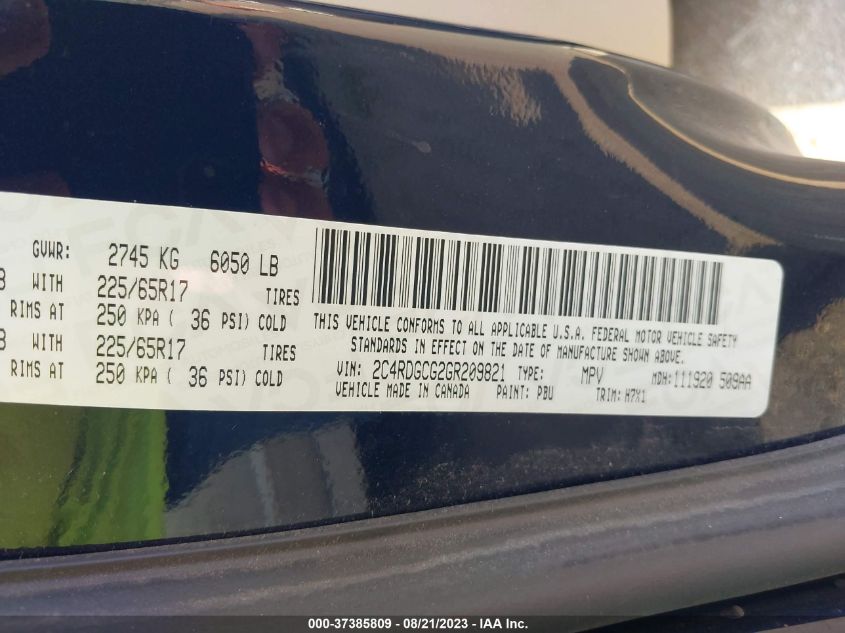 GVWR: 2745 KG 6050 LB
WITH 225/65R17 TIRES
RIMS AT 250 KPA ( 36 PSI) COLD
WITH 225/65R17 TIRES
RIMS AT 250 KPA ( 36 PSI) COLD
THIS VEHICLE CONFORMS TO ALL APPLICABLE U.S.A. FEDERAL MOTOR VEHICLE SAFETY
STANDARDS IN EFFECT ON THE DATE OF MANUFACTURE SHOWN ABOVE.
VIN: 2C4RDGCG2GR209821 TYPE: MPV MDH: 111920 509AA
VEHICLE MADE IN CANADA PAINT: PBU TRIM: H7X1
000-37385809 - 08/21/2023 - IAA Inc.